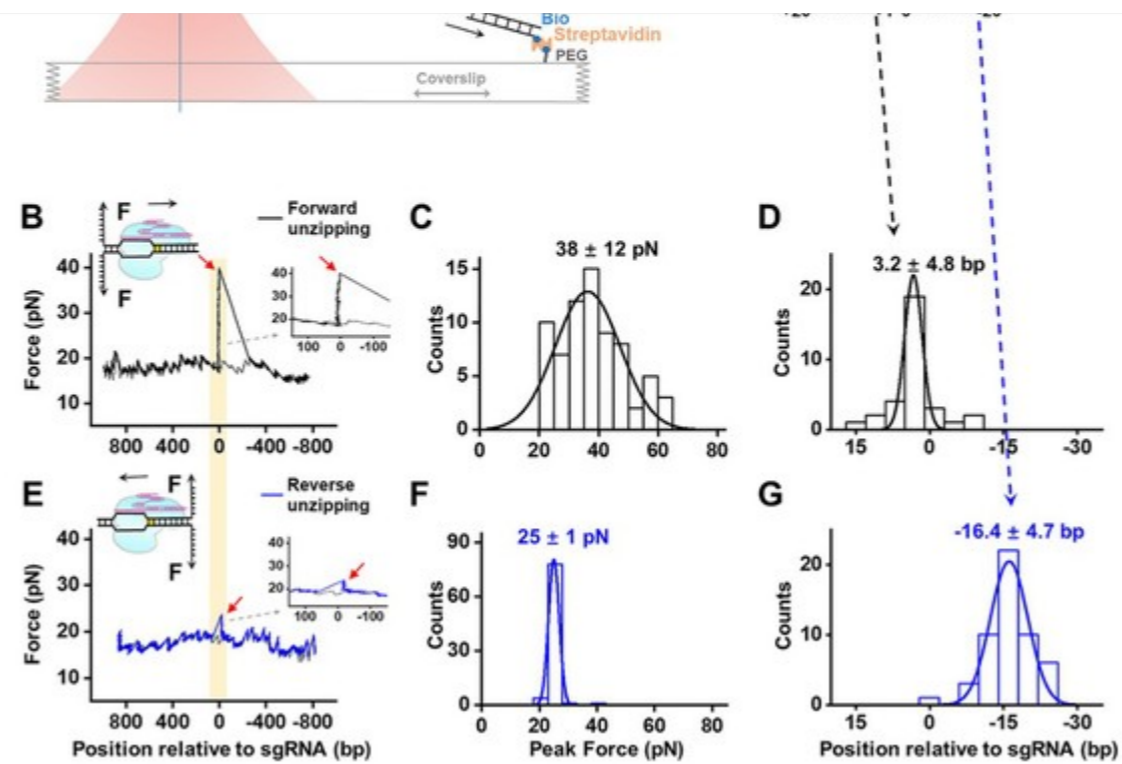 Bio
Streptavidin
PEG
Coverslip
B
F
F
Forward
unzipping
40
30
20
10
Force (pN)
800 400 0 -400 -800
40
30
20
100 0 -100
C
38 ± 12 pN
15
10
5
0
Counts
0 20 40 60 80
D
3.2 ± 4.8 bp
20
10
0
Counts
15 0 -15 -30
E
F
F
Reverse
unzipping
40
30
20
10
Force (pN)
800 400 0 -400 -800
Position relative to sgRNA (bp)
40
30
20
100 0 -100
F
25 ± 1 pN
90
60
30
0
Counts
0 20 40 60 80
Peak Force (pN)
G
-16.4 ± 4.7 bp
20
10
0
Counts
15 0 -15 -30
Position relative to sgRNA (bp)